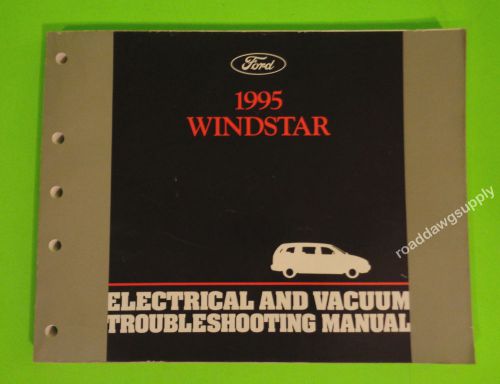 Ford
1995
WINDSTAR
roaddawgsupply
ELECTRICAL AND VACUUM
TROUBLESHOOTING MANUAL